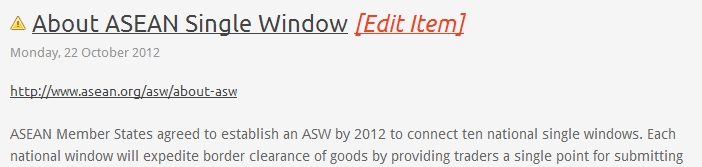 About ASEAN Single Window [Edit Item]
Monday, 22 October 2012
http://www.asean.org/asw/about-asw
ASEAN Member States agreed to establish an ASW by 2012 to connect ten national single windows. Each
national window will expedite border clearance of goods by providing traders a single point for submitting